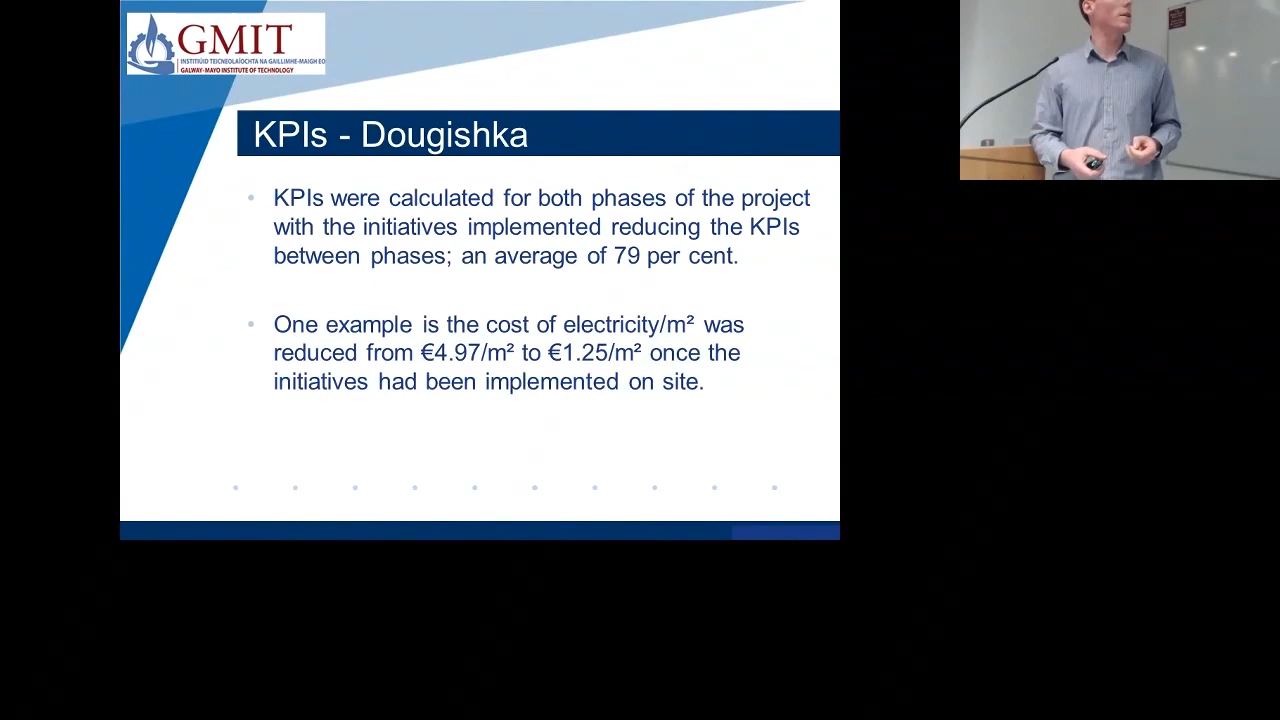 GMIT
INSTITIÚID TEICNEOLAÍOCHTA NA GAILLIMHE-MAIGH EO
GALWAY-MAYO INSTITUTE OF TECHNOLOGY
KPIs - Dougishka
KPIs were calculated for both phases of the project
with the initiatives implemented reducing the KPIs
between phases; an average of 79 per cent.
One example is the cost of electricity/m² was
reduced from €4.97/m² to €1.25/m² once the
initiatives had been implemented on site.